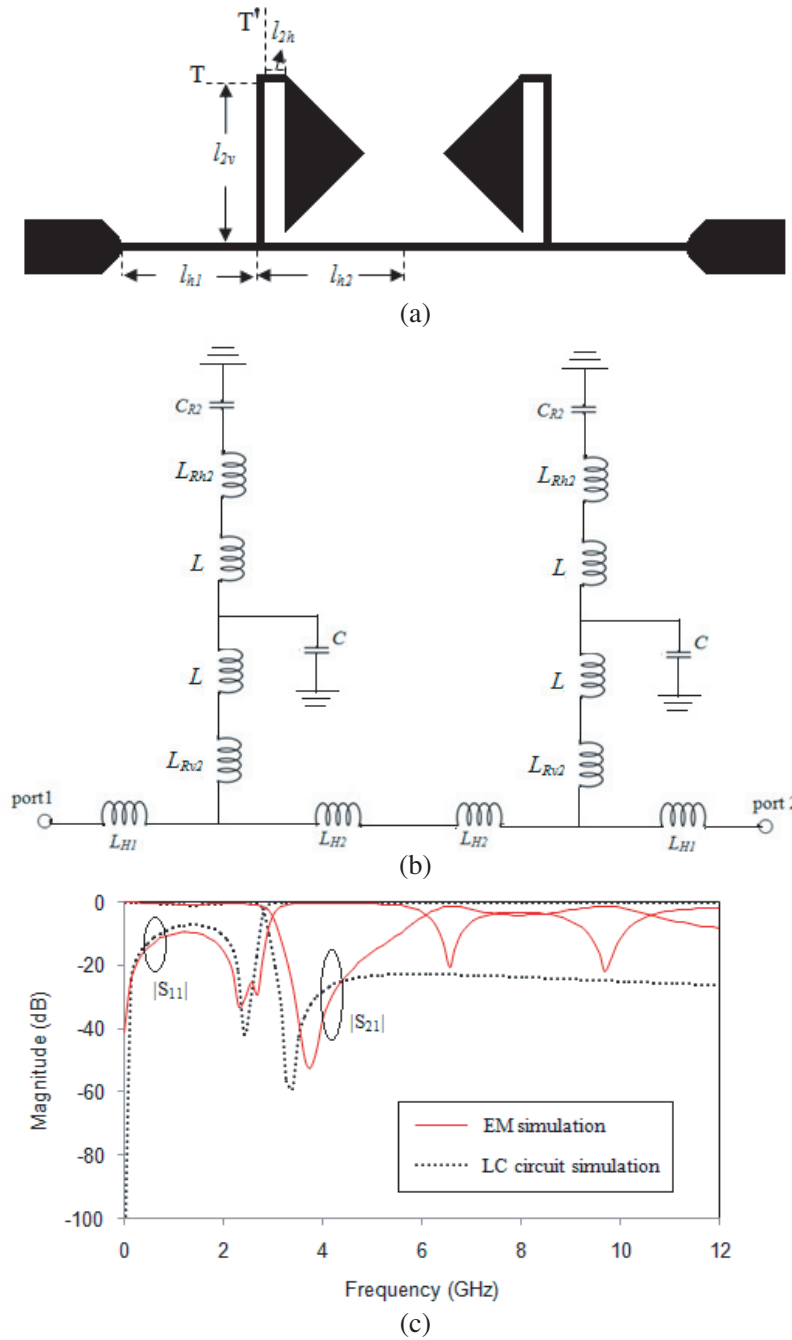 T'
l2h
T
l2v
lh1
lh2
(a)
CR2
CR2
LRh2
LRh2
L
L
C
C
L
L
LRv2
LRv2
port1
port 2
LH1
LH2
LH2
LH1
(b)
0
-20
-40
-60
-80
-100
Magnitude (dB)
|S11|
|S21|
EM simulation
LC circuit simulation
0
2
4
6
8
10
12
Frequency (GHz)
(c)